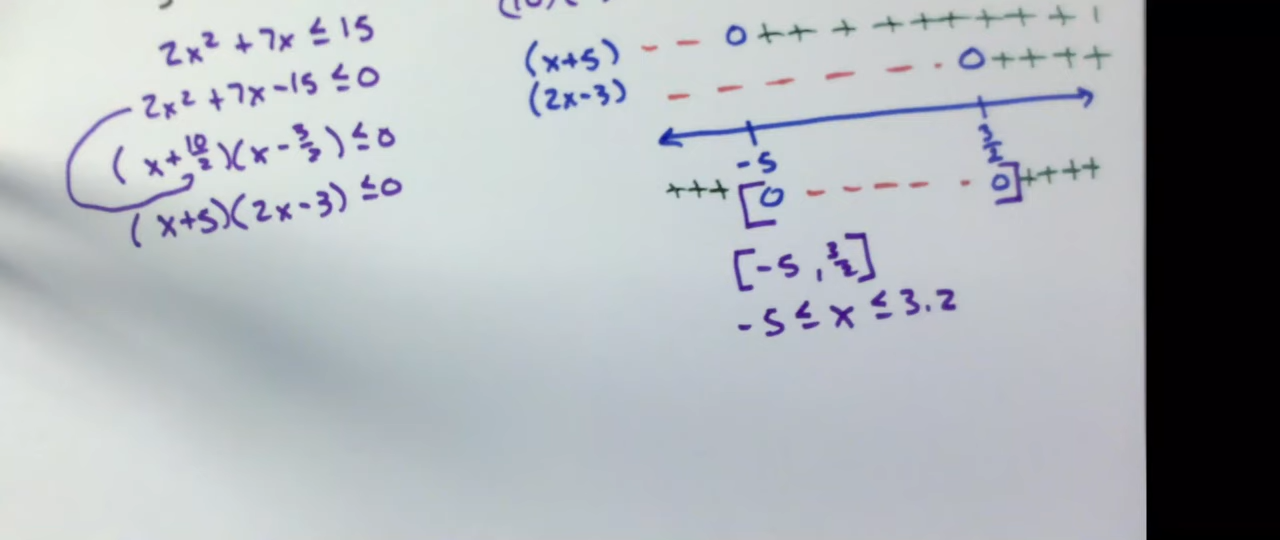 2x² + 7x ≤ 15
2x² + 7x - 15 ≤ 0
(x + 10/2)(x - 3/2) ≤ 0
(x+5)(2x-3) ≤ 0
(x+5) - - 0 + + + + + + + + + +
(2x-3) - - - - - - 0 + + + +
-5 3/2
+++ [0 - - - - - - 0] ++++
[-5, 3/2]
-5 ≤ x ≤ 3.2